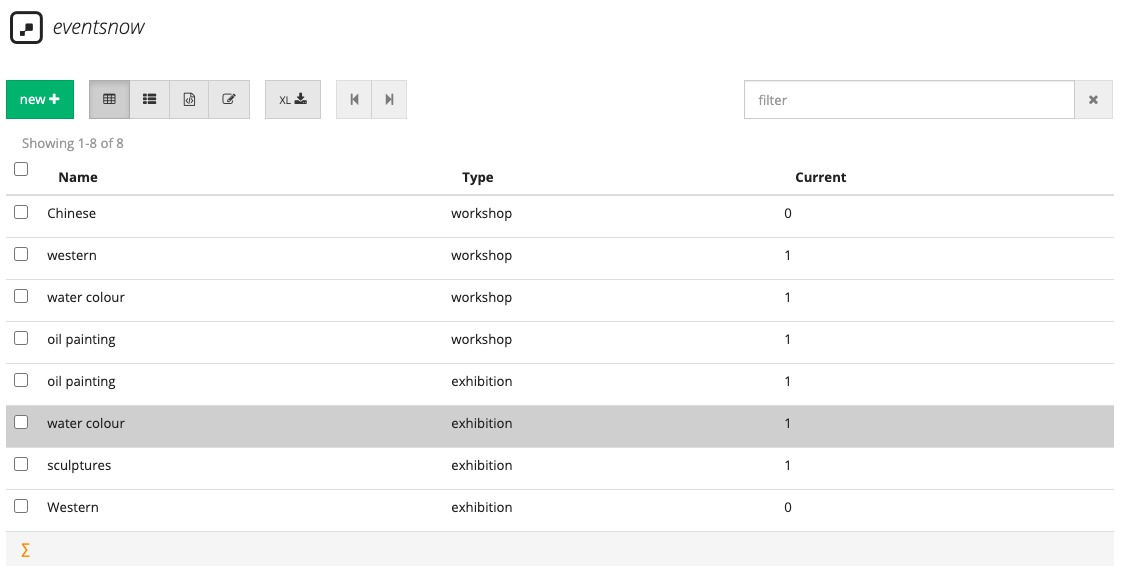 eventsnow
new XL filter
Showing 1-8 of 8
Name Type Current
Chinese workshop 0
western workshop 1
water colour workshop 1
oil painting workshop 1
oil painting exhibition 1
water colour exhibition 1
sculptures exhibition 1
Western exhibition 0
Σ